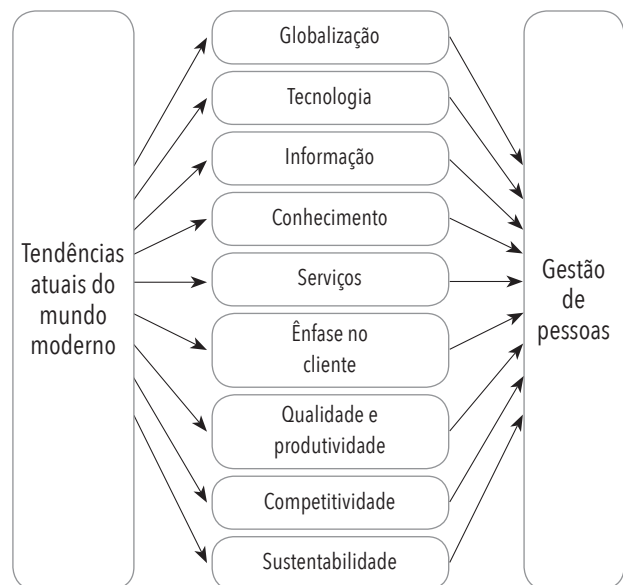 Tendências
atuais do
mundo
moderno
Globalização
Tecnologia
Informação
Conhecimento
Serviços
Ênfase no
cliente
Qualidade e
produtividade
Competitividade
Sustentabilidade
Gestão
de
pessoas